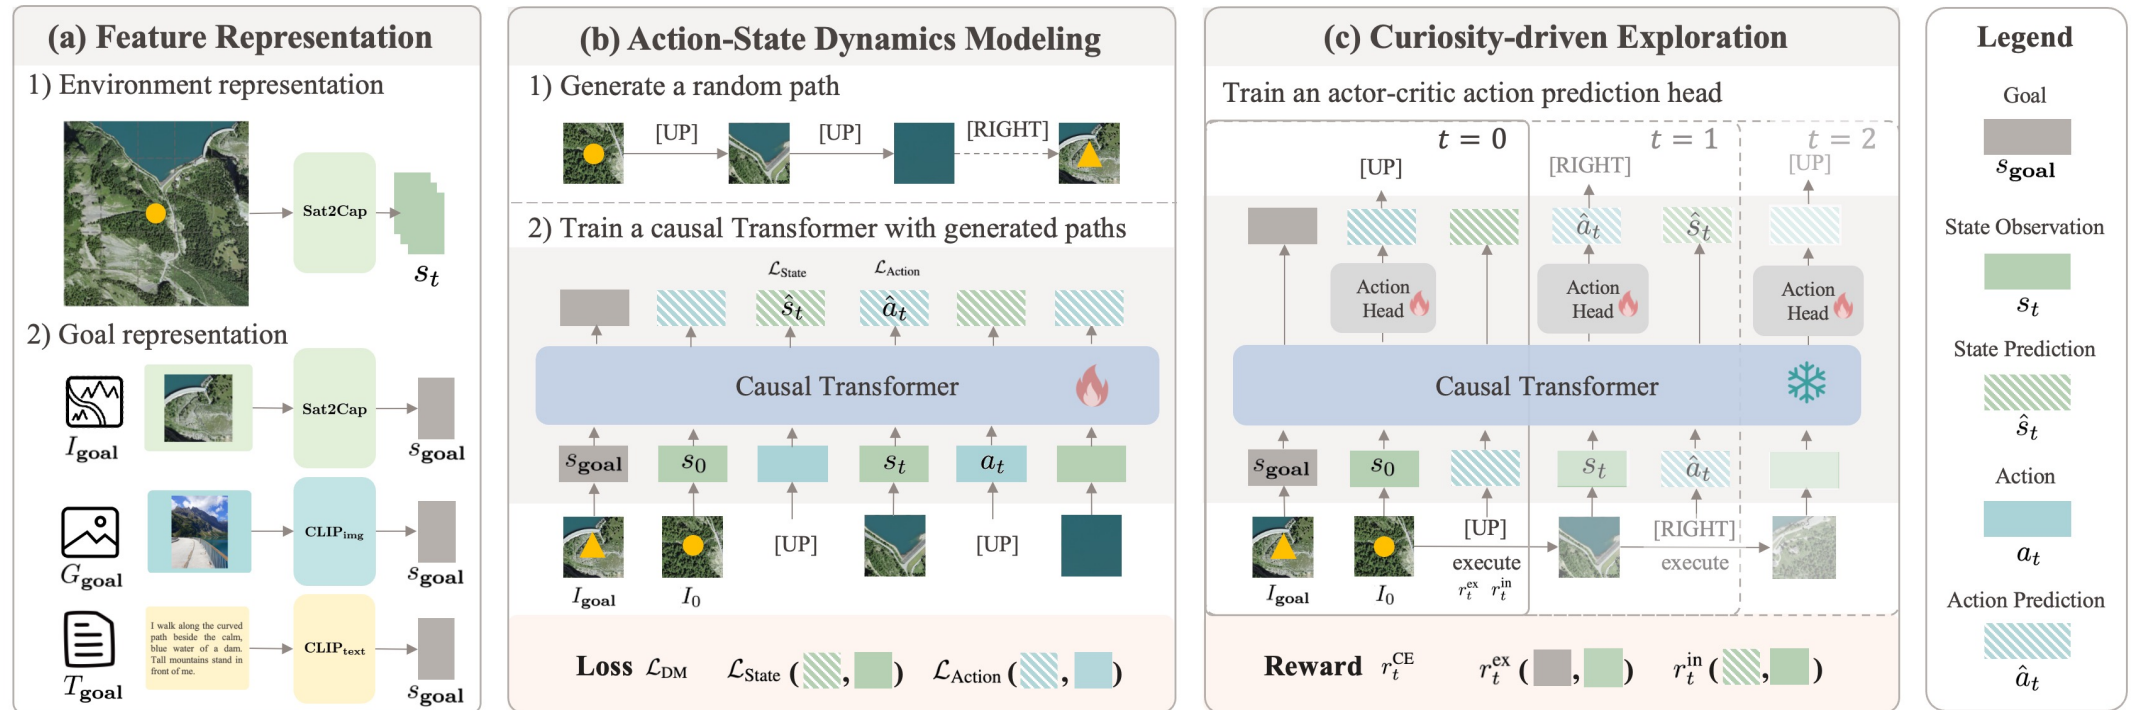 (a) Feature Representation
1) Environment representation
Sat2Cap
s_t
2) Goal representation
I_goal
Sat2Cap
s_goal
G_goal
CLIP_img
s_goal
T_goal
I walk along the curved
path beside the calm,
blue water of a dam.
Tall mountains stand in
front of me.
CLIP_text
s_goal
(b) Action-State Dynamics Modeling
1) Generate a random path
[UP]
[UP]
[RIGHT]
2) Train a causal Transformer with generated paths
ℒ_State
ℒ_Action
ŝ_t
â_t
Causal Transformer
s_goal
s_0
s_t
a_t
[UP]
[UP]
I_goal
I_0
Loss ℒ_DM ℒ_State ( , ) ℒ_Action ( , )
(c) Curiosity-driven Exploration
Train an actor-critic action prediction head
t = 0
t = 1
t = 2
[UP]
[RIGHT]
[UP]
â_t
ŝ_t
Action
Head
Action
Head
Action
Head
Causal Transformer
s_goal
s_0
s_t
â_t
[UP]
[RIGHT]
execute
execute
r_t^ex r_t^in
I_goal
I_0
Reward r_t^CE r_t^ex ( , ) r_t^in ( , )
Legend
Goal
s_goal
State Observation
s_t
State Prediction
ŝ_t
Action
a_t
Action Prediction
â_t